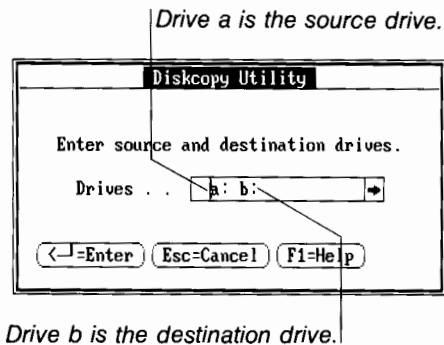 Drive a is the source drive.
Diskcopy Utility
Enter source and destination drives.
Drives . . a: b:
=Enter Esc=Cancel F1=Help
Drive b is the destination drive.